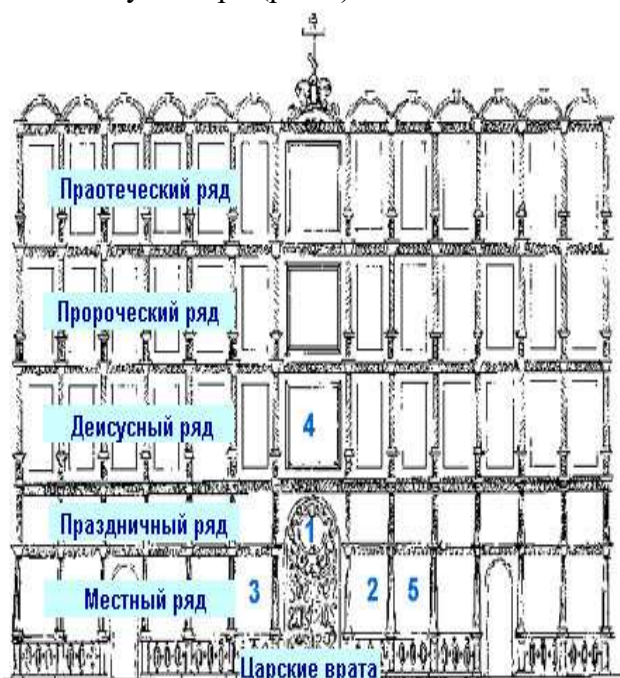 Праотеческий ряд
Пророческий ряд
Деисусный ряд
4
Праздничный ряд
1
Местный ряд
3
2
5
Царские врата